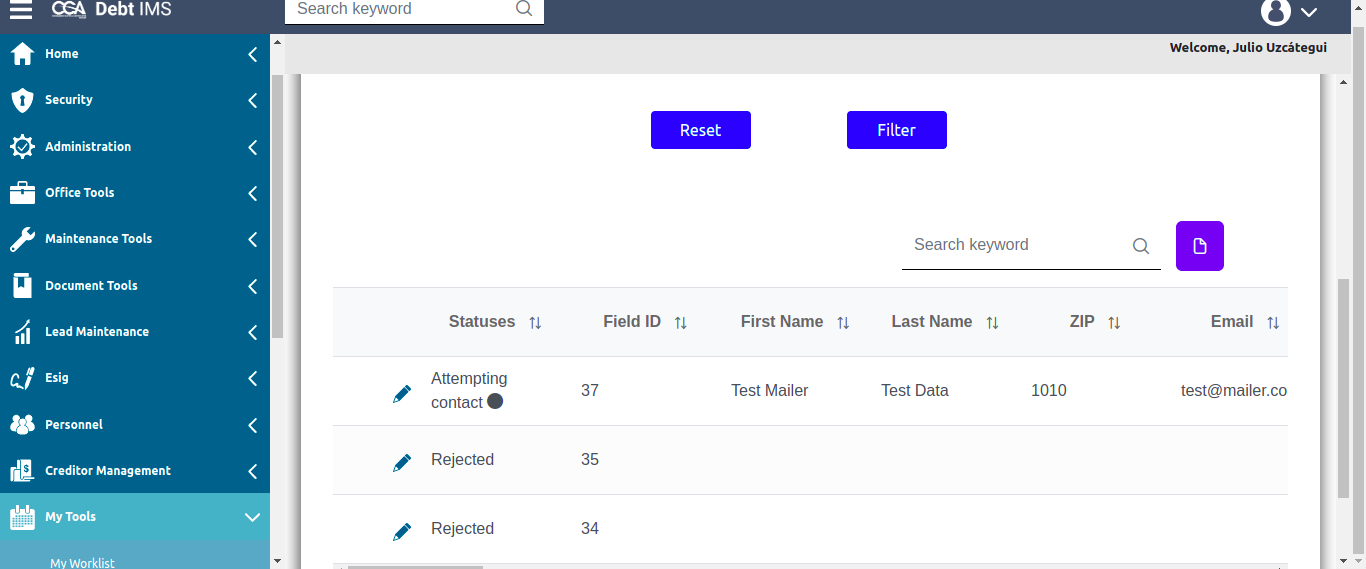 CGA Debt IMS
Search keyword
Welcome, Julio Uzcátegui
Home
Security
Administration
Office Tools
Maintenance Tools
Document Tools
Lead Maintenance
Esig
Personnel
Creditor Management
My Tools
My Worklist
Reset Filter
Search keyword
Statuses Field ID First Name Last Name ZIP Email
Attempting
contact 37 Test Mailer Test Data 1010 test@mailer.co
Rejected 35
Rejected 34